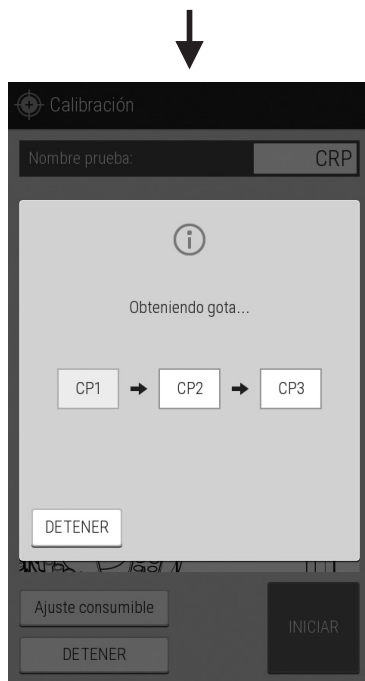 Calibración
Nombre prueba: CRP
Obteniendo gota...
CP1 CP2 CP3
DETENER
Ajuste consumible
INICIAR
DETENER